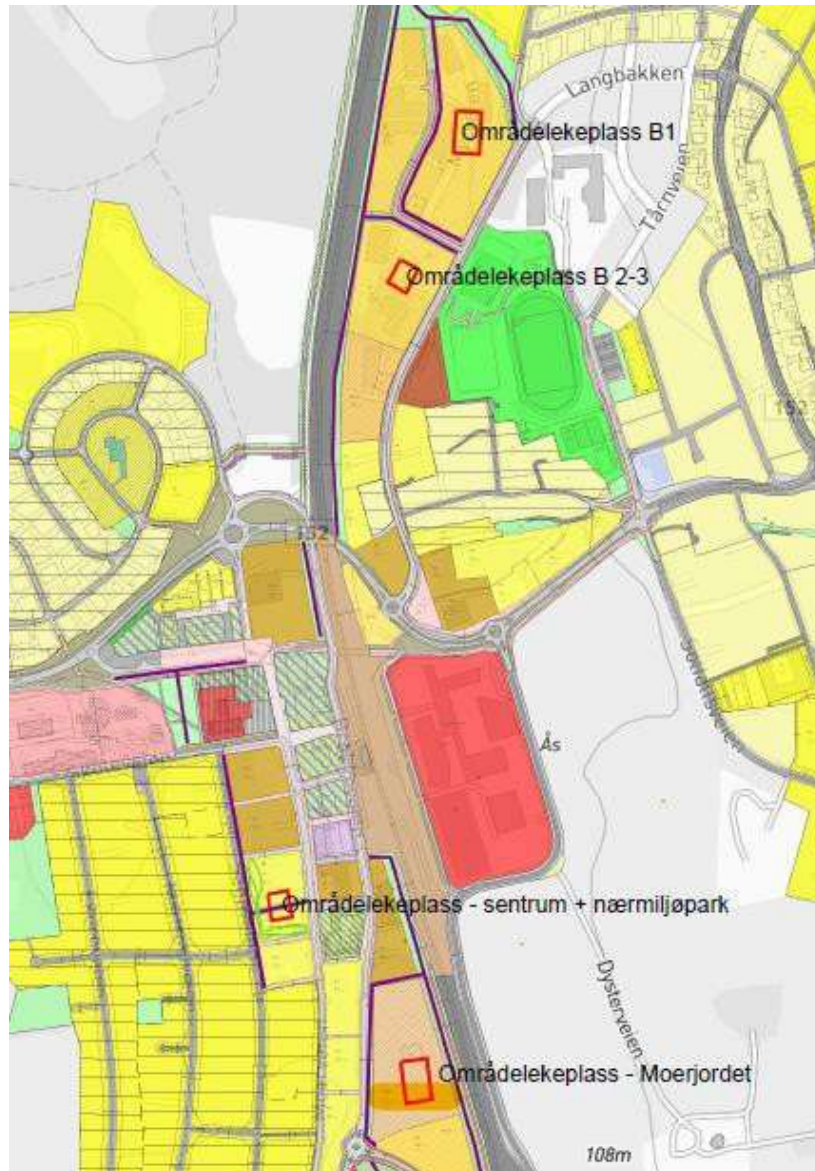 Langbakken
Områdelekeplass B1
Tårnveien
Områdelekeplass B 2-3
152
152
Ås
Områdelekeplass - sentrum + nærmiljøpark
Dysterveien
Områdelekeplass - Moerjordet
108m